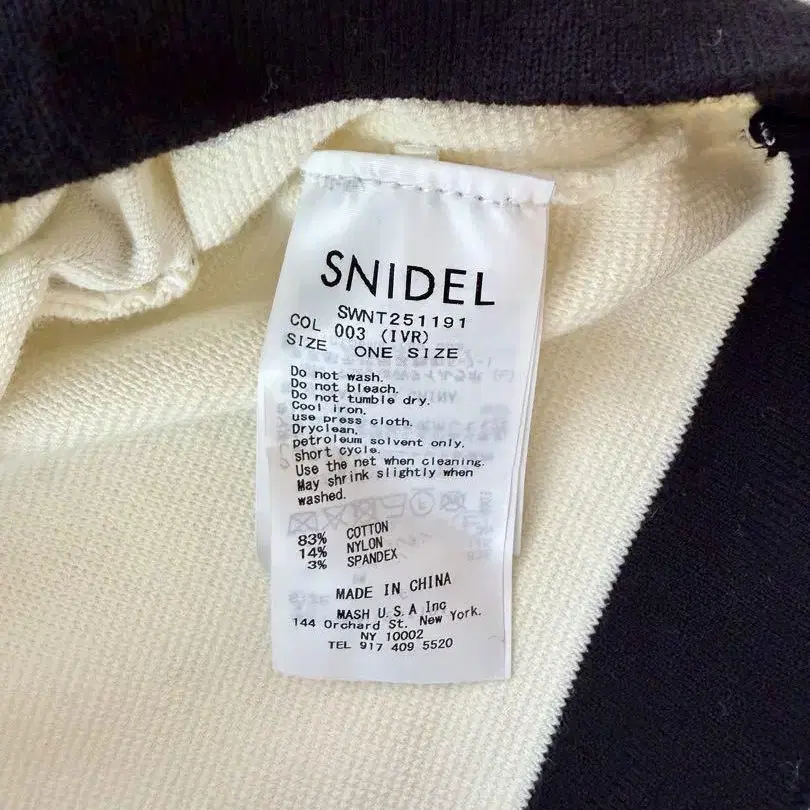 SNIDEL
SWNT251191
COL 003 (IVR)
SIZE ONE SIZE
Do not wash.
Do not bleach.
Do not tumble dry.
Cool iron.
use press cloth.
Dryclean.
petroleum solvent only.
short cycle.
Use the net when cleaning.
May shrink slightly when
washed.
83% COTTON
14% NYLON
3% SPANDEX
MADE IN CHINA
MASH U.S.A Inc
144 Orchard St. New York.
NY 10002
TEL 917 409 5520